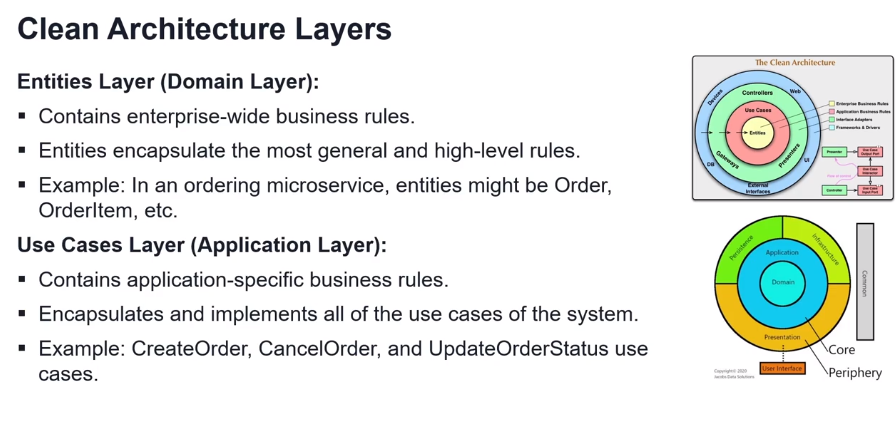 Clean Architecture Layers
Entities Layer (Domain Layer):
▪ Contains enterprise-wide business rules.
▪ Entities encapsulate the most general and high-level rules.
▪ Example: In an ordering microservice, entities might be Order,
OrderItem, etc.
Use Cases Layer (Application Layer):
▪ Contains application-specific business rules.
▪ Encapsulates and implements all of the use cases of the system.
▪ Example: CreateOrder, CancelOrder, and UpdateOrderStatus use
cases.
The Clean Architecture
Devices
Controllers
Web
Use Cases
Entities
DB
Gateways
Presenters
UI
External
Interfaces
Enterprise Business Rules
Application Business Rules
Interface Adapters
Frameworks & Drivers
Presenter
Use Case
Output Port
Use Case
Interactor
Controller
Use Case
Input Port
Persistence
Infrastructure
Application
Domain
Presentation
Common
User Interface
Core
Periphery
Copyright© 2020
Jacobs Data Solutions